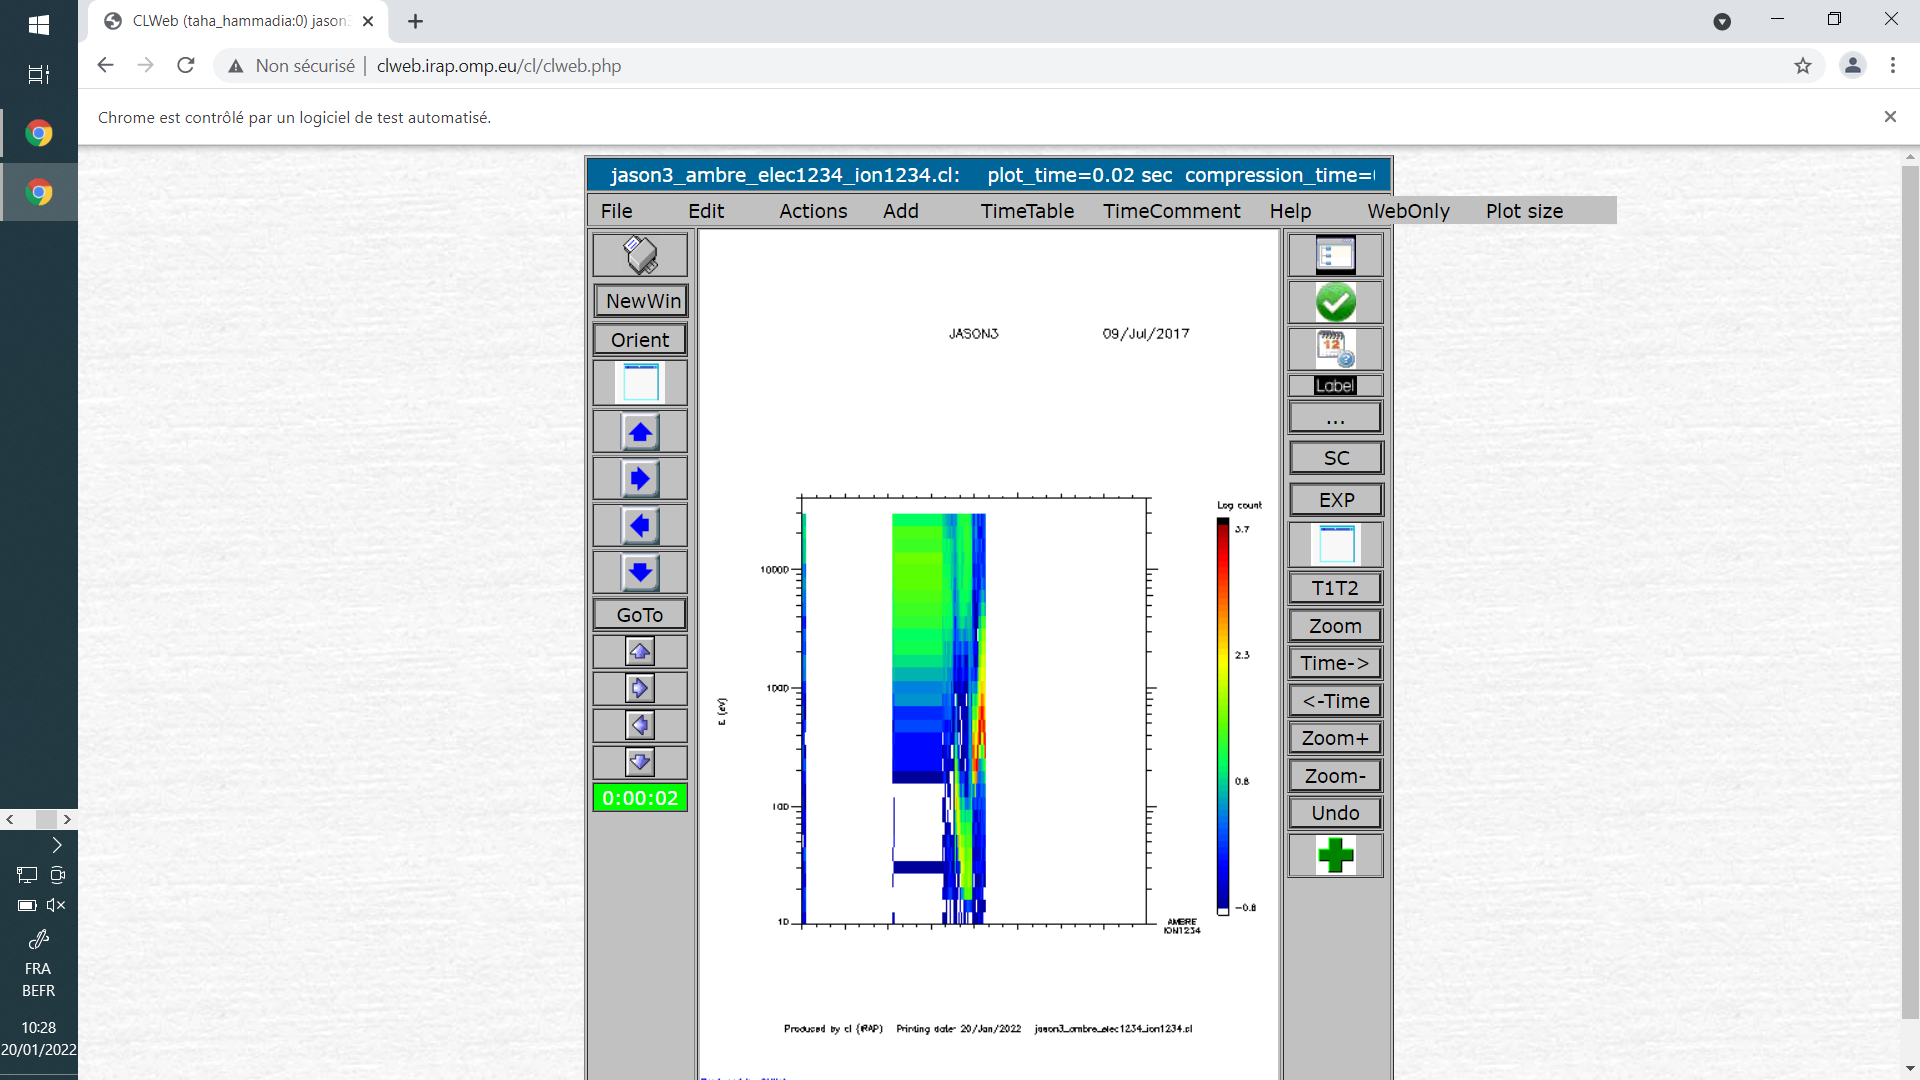 CLWeb (taha_hammadia:0) jason3
Non sécurisé | clweb.irap.omp.eu/cl/clweb.php
Chrome est contrôlé par un logiciel de test automatisé.
jason3_ambre_elec1234_ion1234.cl: plot_time=0.02 sec compression_time=
File Edit Actions Add TimeTable TimeComment Help WebOnly Plot size
NewWin
Orient
GoTo
0:00:02
JASON3 09/Jul/2017
Log count
3.7
2.3
0.8
-0.8
10000
1000
100
10
E (eV)
AMBRE
ION1234
Produced by cl (IRAP) Printing date: 20/Jan/2022 jason3_ambre_elec1234_ion1234.cl
12
Label
...
SC
EXP
T1T2
Zoom
Time->
<-Time
Zoom+
Zoom-
Undo
FRA
BEFR
10:28
20/01/2022